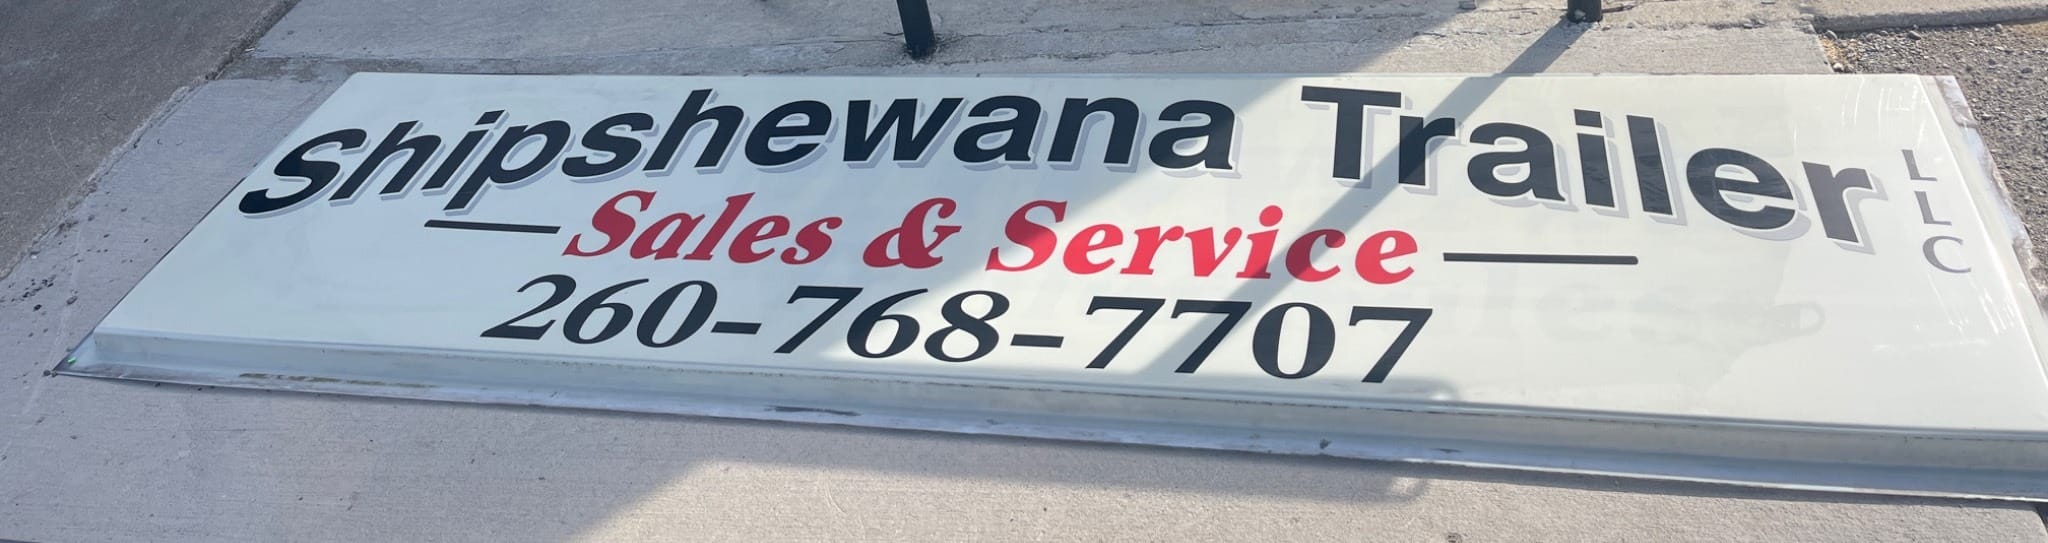 Shipshewana Trailer LLC
Sales & Service
260-768-7707